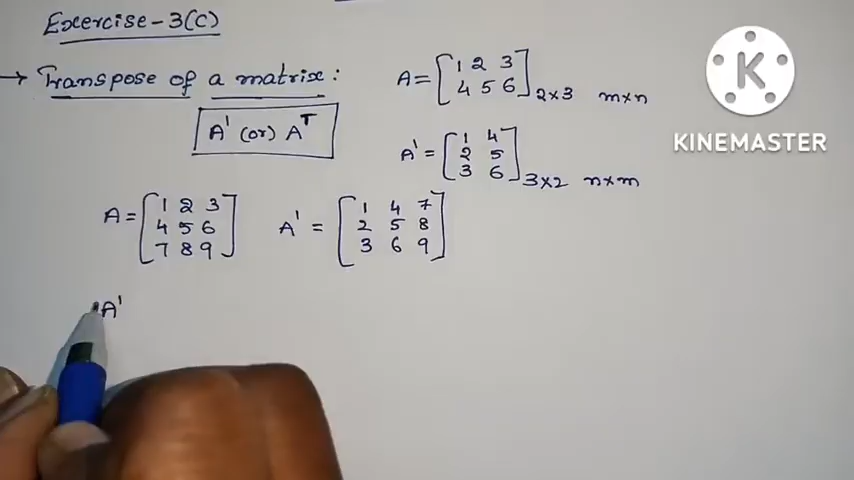 Exercise-3(c)
→ Transpose of a matrix:
A' (or) A^T
A = [1 2 3
4 5 6] 2×3 m×n
A' = [1 4
2 5
3 6] 3×2 n×m
A = [1 2 3
4 5 6
7 8 9]
A' = [1 4 7
2 5 8
3 6 9]
A'
K
KINEMASTER